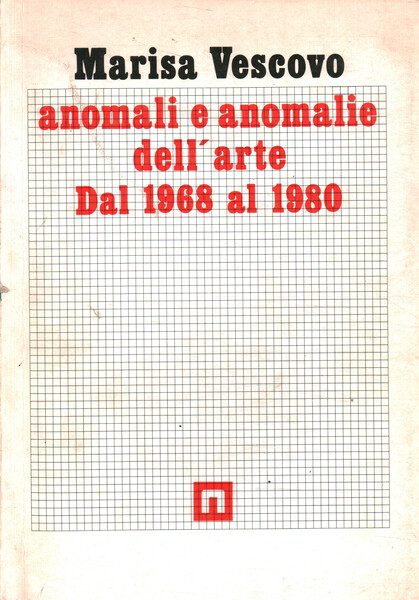 Marisa Vescovo
anomali e anomalie
dell'arte
Dal 1968 al 1980